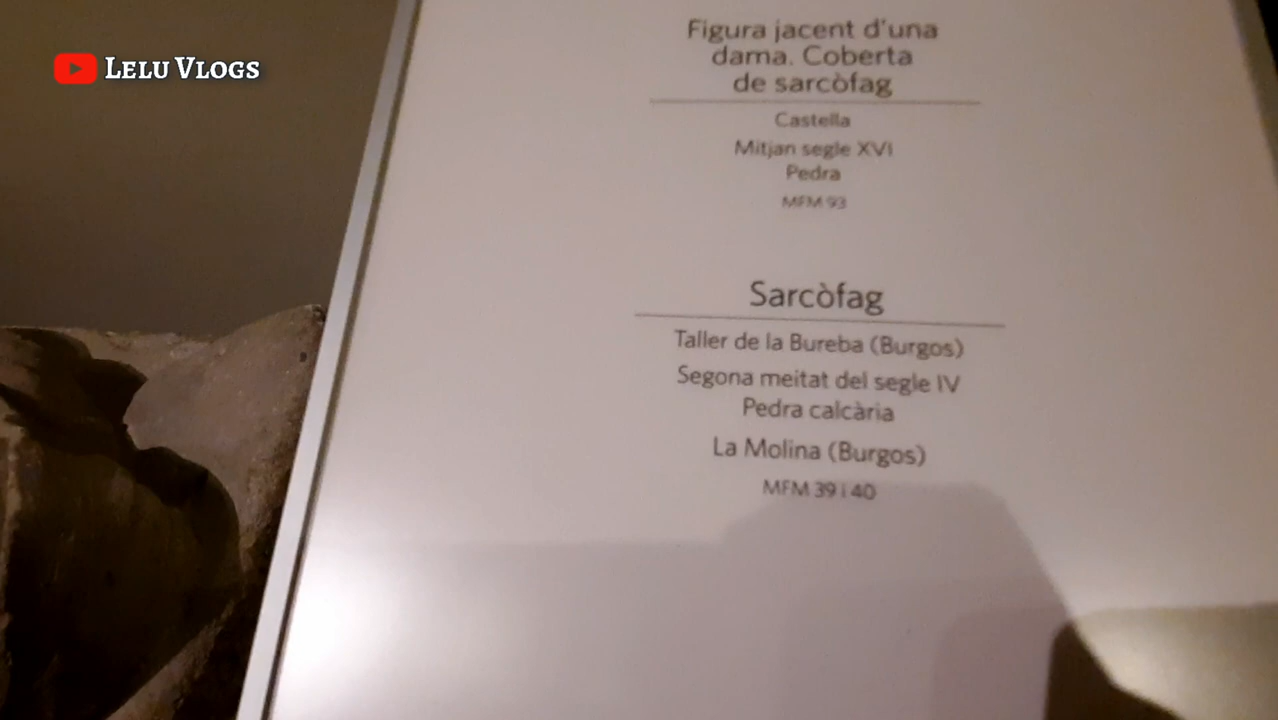 Lelu Vlogs
Figura jacent d'una
dama. Coberta
de sarcòfag
Castella
Mitjan segle XVI
Pedra
MFM 93
Sarcòfag
Taller de la Bureba (Burgos)
Segona meitat del segle IV
Pedra calcària
La Molina (Burgos)
MFM 39 i 40